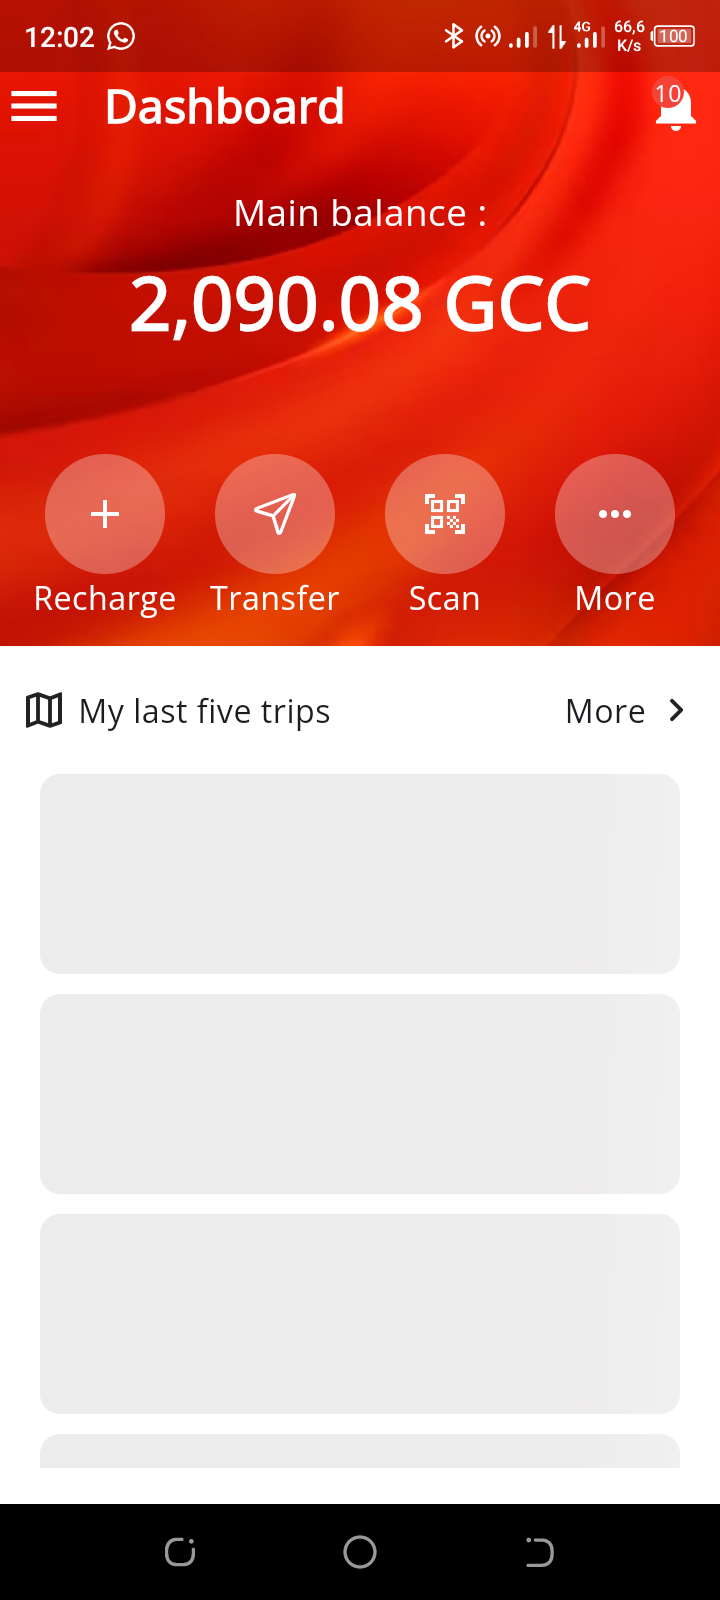 12:02
4G
66,6
K/s
100
Dashboard
10
Main balance :
2,090.08 GCC
Recharge
Transfer
Scan
More
My last five trips
More